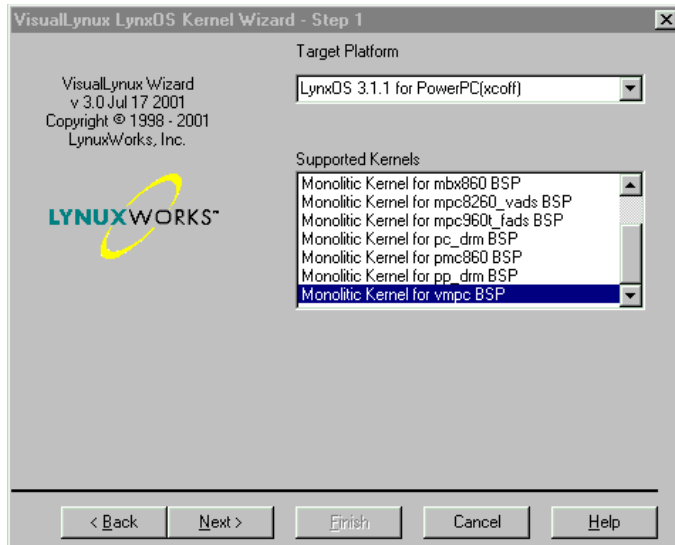 VisualLynux LynxOS Kernel Wizard - Step 1
Target Platform
VisualLynux Wizard
v 3.0 Jul 17 2001
Copyright © 1998 - 2001
LynuxWorks, Inc.
LynxOS 3.1.1 for PowerPC(xcoff)
Supported Kernels
Monolitic Kernel for mbx860 BSP
Monolitic Kernel for mpc8260_vads BSP
Monolitic Kernel for mpc960t_fads BSP
Monolitic Kernel for pc_drm BSP
Monolitic Kernel for pmc860 BSP
Monolitic Kernel for pp_drm BSP
Monolitic Kernel for vmpc BSP
LYNUXWORKS™
< Back
Next >
Finish
Cancel
Help